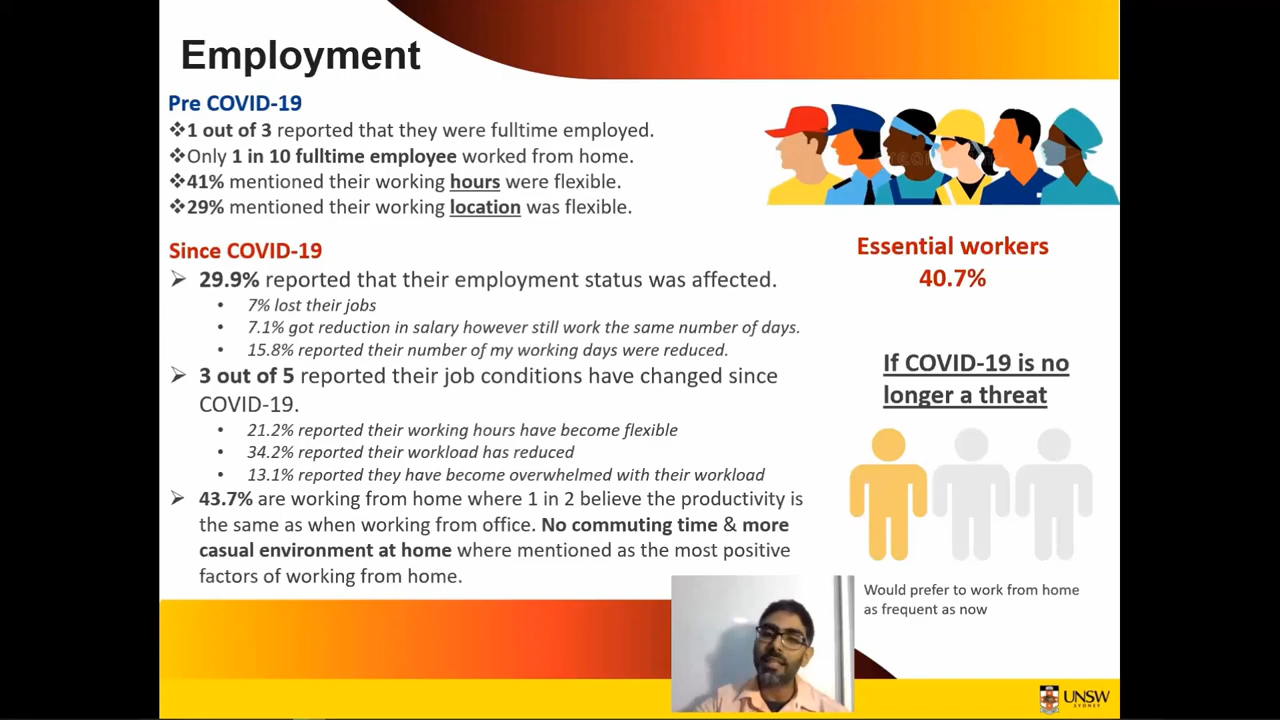 Employment
Pre COVID-19
❖1 out of 3 reported that they were fulltime employed.
❖Only 1 in 10 fulltime employee worked from home.
❖41% mentioned their working hours were flexible.
❖29% mentioned their working location was flexible.
Since COVID-19
➢ 29.9% reported that their employment status was affected.
• 7% lost their jobs
• 7.1% got reduction in salary however still work the same number of days.
• 15.8% reported their number of my working days were reduced.
➢ 3 out of 5 reported their job conditions have changed since
COVID-19.
• 21.2% reported their working hours have become flexible
• 34.2% reported their workload has reduced
• 13.1% reported they have become overwhelmed with their workload
➢ 43.7% are working from home where 1 in 2 believe the productivity is
the same as when working from office. No commuting time & more
casual environment at home where mentioned as the most positive
factors of working from home.
Essential workers
40.7%
If COVID-19 is no
longer a threat
Would prefer to work from home
as frequent as now
UNSW
SYDNEY